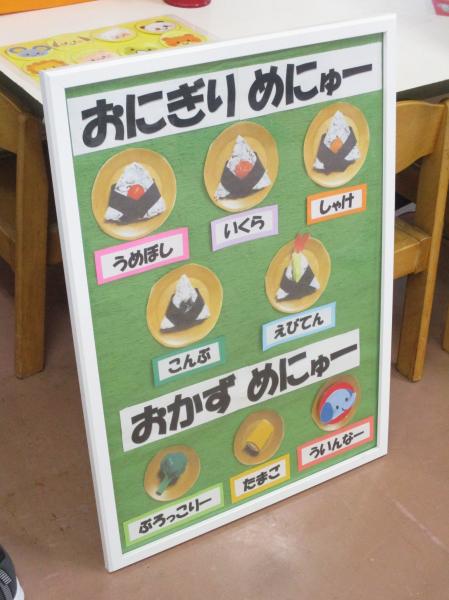 おにぎり めにゅー
うめぼし
いくら
しゃけ
こんぶ
えびてん
おかず めにゅー
ぶろっこりー
たまご
ういんなー